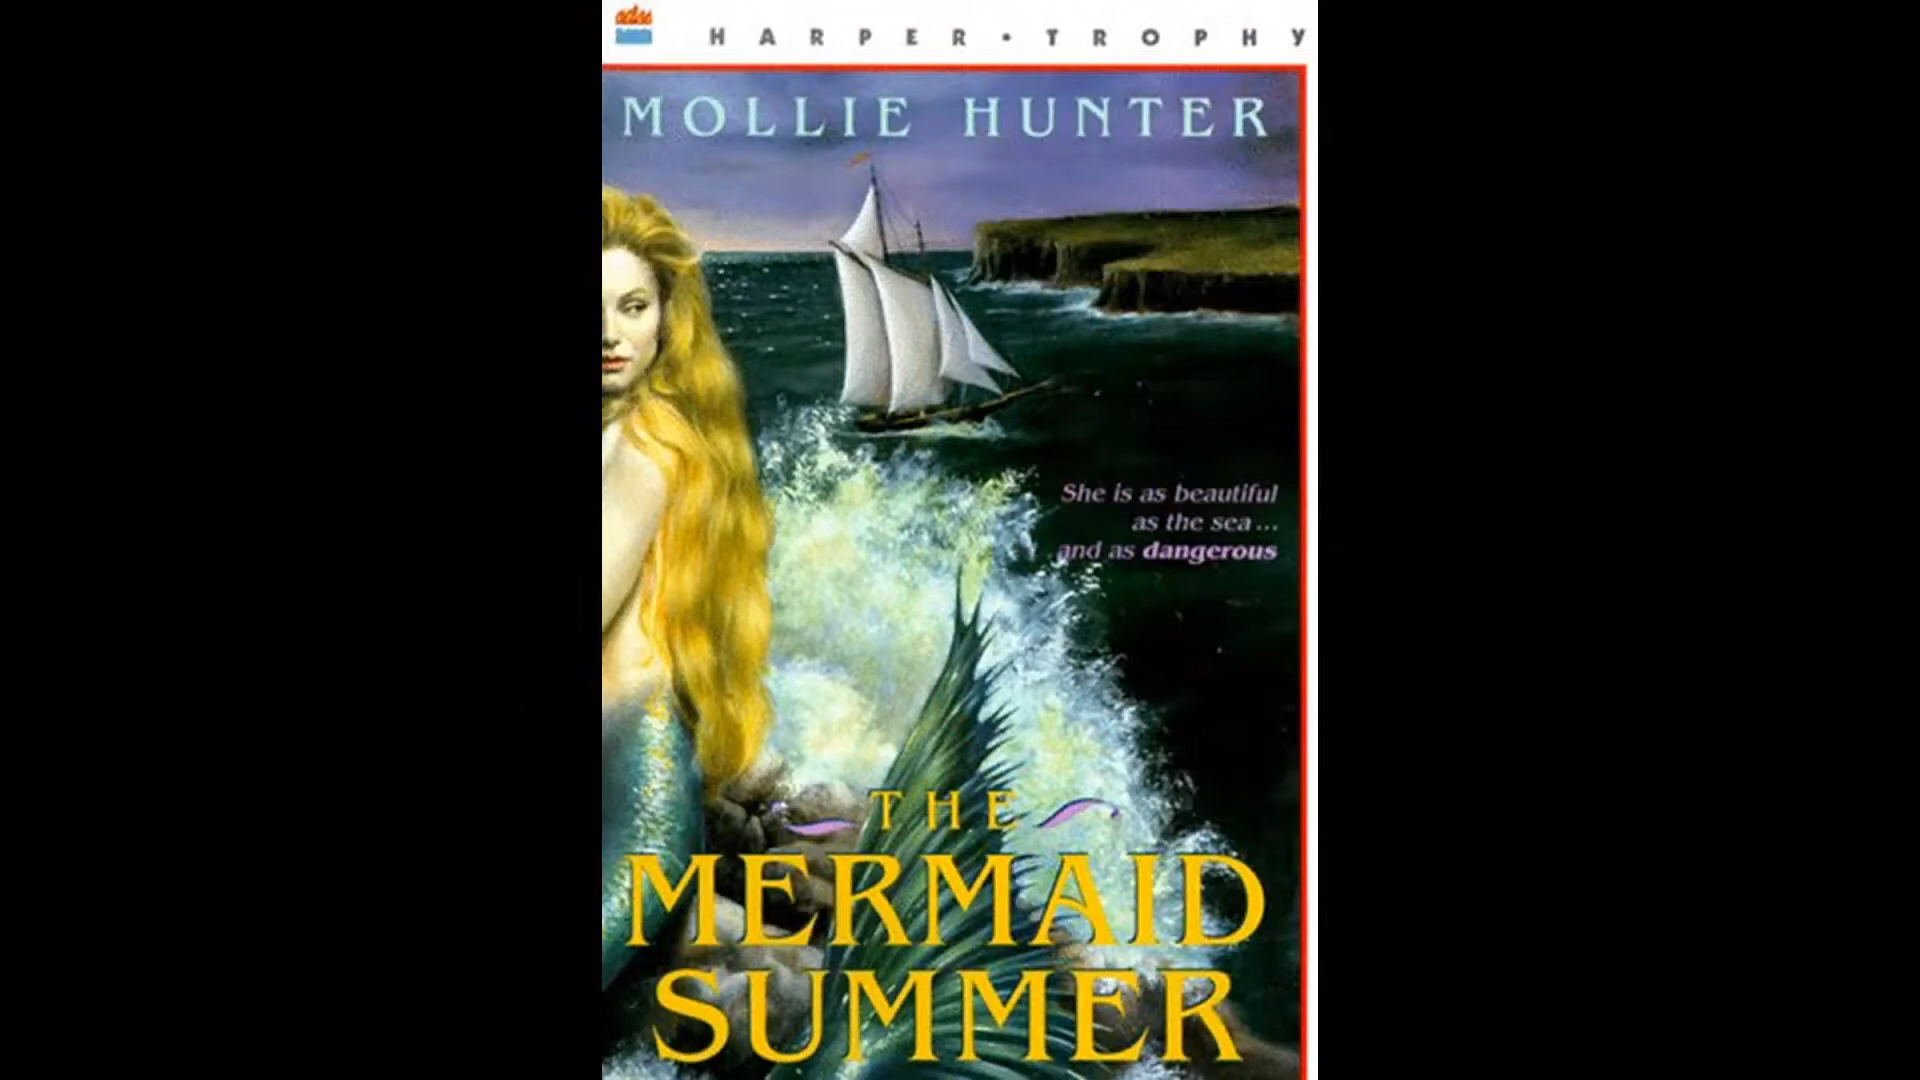 HARPER • TROPHY
MOLLIE HUNTER
She is as beautiful
as the sea...
and as dangerous
THE
MERMAID
SUMMER